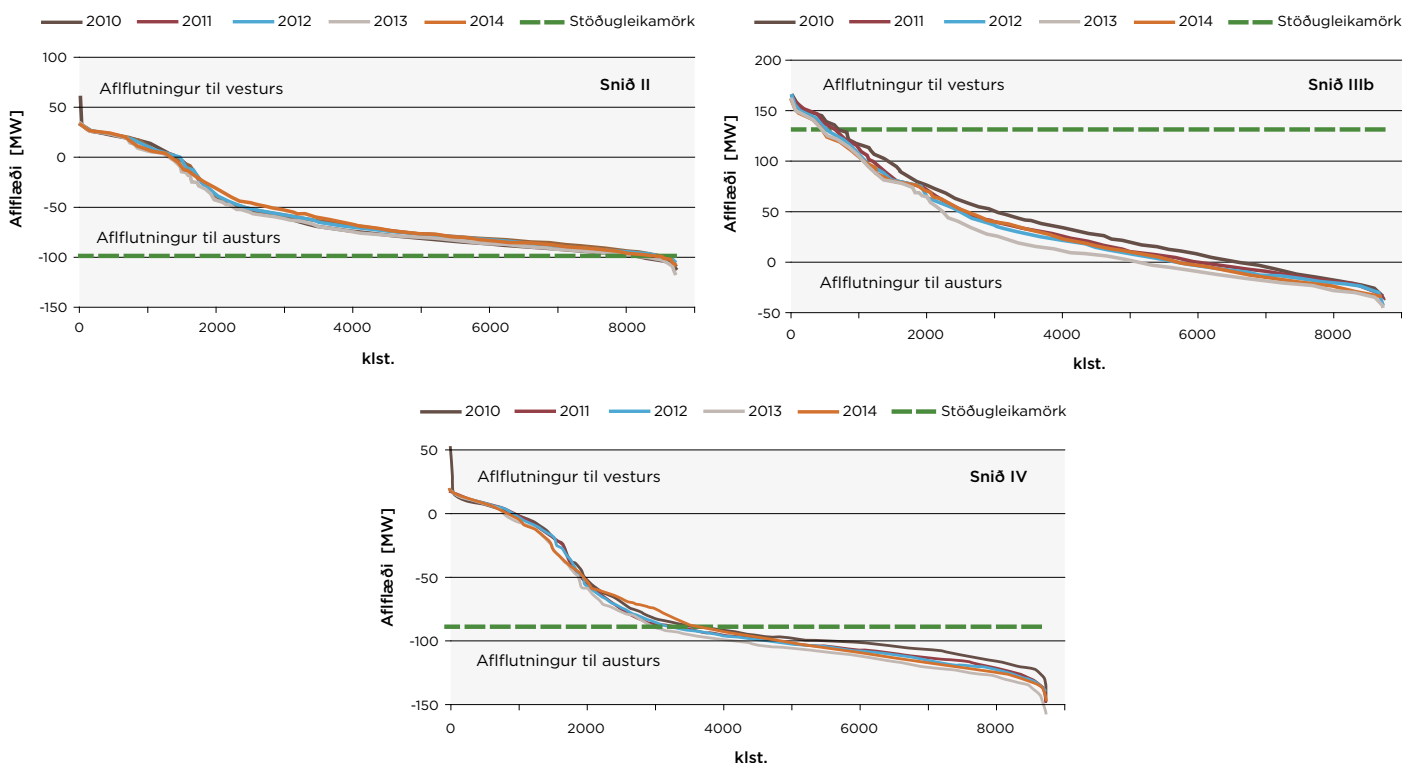 2010 2011 2012 2013 2014 Stöðugleikamörk
Aflflæði [MW]
100
50
0
-50
-100
-150
Aflflutningur til vesturs
Snið II
Aflflutningur til austurs
0 2000 4000 6000 8000
klst.
2010 2011 2012 2013 2014 Stöðugleikamörk
Aflflæði [MW]
200
150
100
50
0
-50
Aflflutningur til vesturs
Snið IIIb
Aflflutningur til austurs
0 2000 4000 6000 8000
klst.
2010 2011 2012 2013 2014 Stöðugleikamörk
Aflflæði [MW]
50
0
-50
-100
-150
Aflflutningur til vesturs
Snið IV
Aflflutningur til austurs
0 2000 4000 6000 8000
klst.